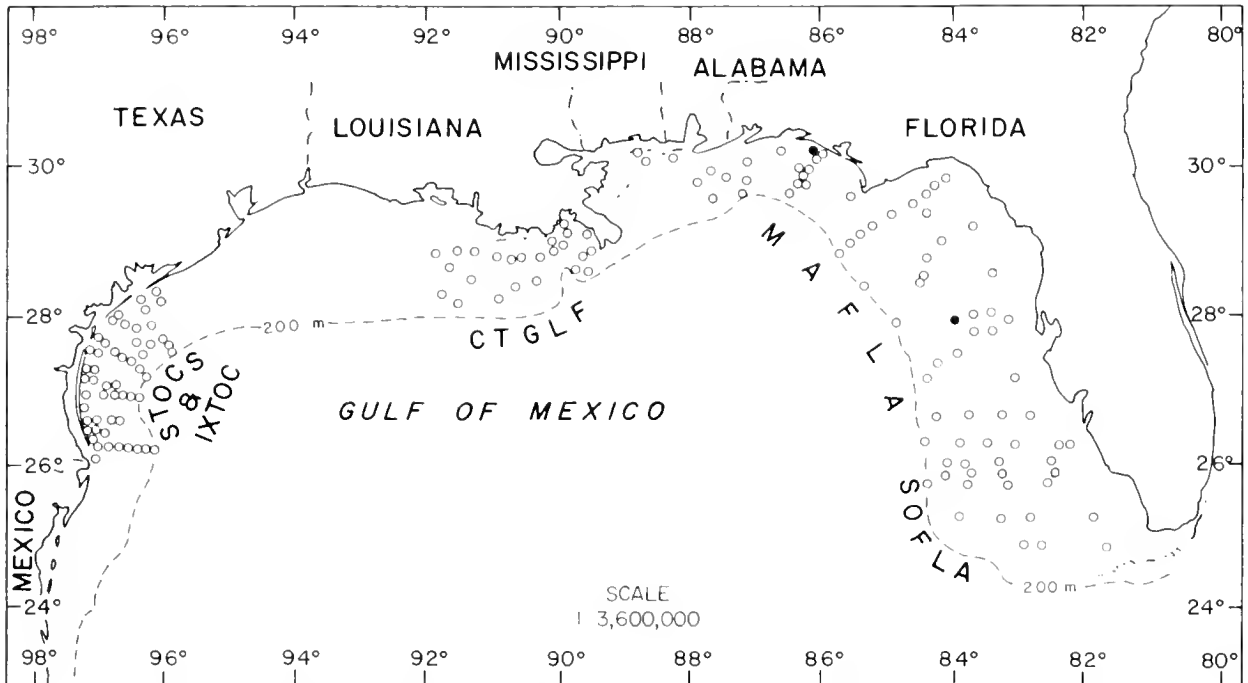 98° 96° 94° 92° 90° 88° 86° 84° 82° 80°
MISSISSIPPI
ALABAMA
TEXAS
LOUISIANA
FLORIDA
30° 30°
28° 28°
200 m
CTGLF
MAFLA
STOCS
&
IXTOC
GULF OF MEXICO
26° 26°
SOFLA
MEXICO
200 m
24° 24°
SCALE
1 3,600,000
98° 96° 94° 92° 90° 88° 86° 84° 82° 80°